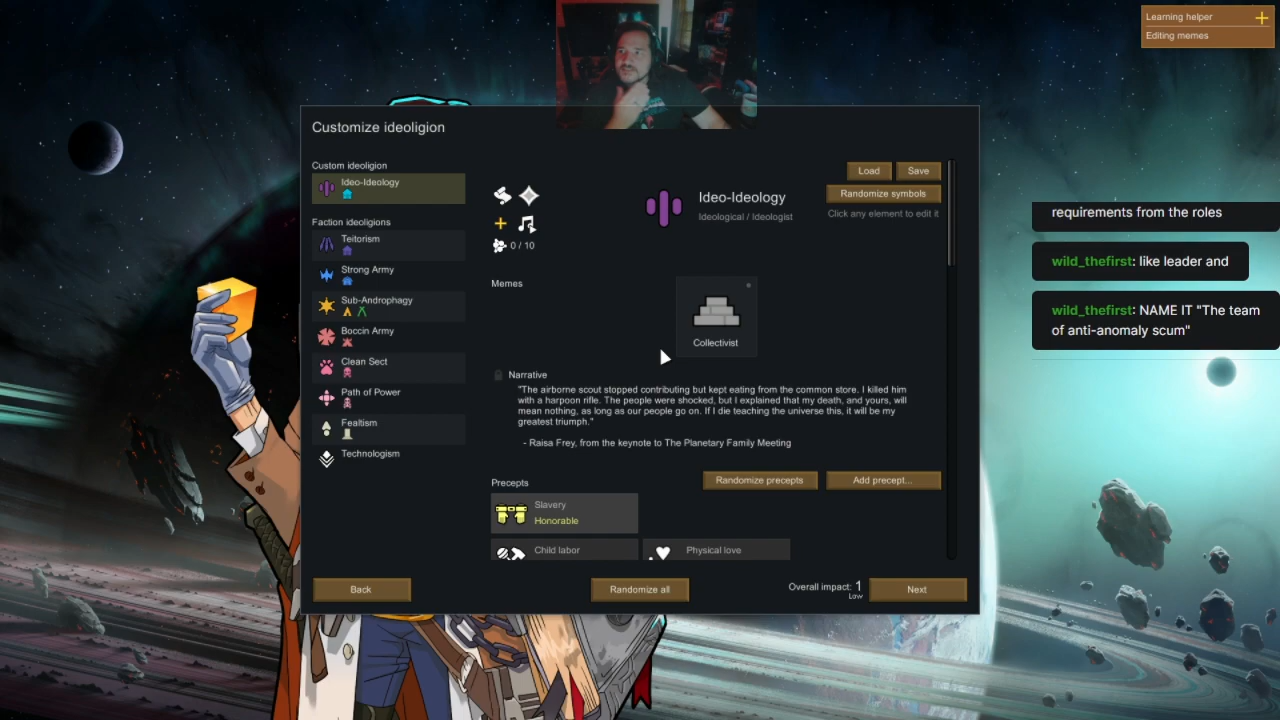 Learning helper
Editing memes
Customize ideoligion
Custom ideoligion
Ideo-Ideology
Faction ideoligions
Teitorism
Strong Army
Sub-Androphagy
Boccin Army
Clean Sect
Path of Power
Fealtism
Technologism
0 / 10
Ideo-Ideology
Ideological / Ideologist
Load
Save
Randomize symbols
Click any element to edit it
Memes
Collectivist
Narrative
"The airborne scout stopped contributing but kept eating from the common store. I killed him
with a harpoon rifle. The people were shocked, but I explained that my death, and yours, will
mean nothing, as long as our people go on. If I die teaching the universe this, it will be my
greatest triumph."
- Raisa Frey, from the keynote to The Planetary Family Meeting
Precepts
Randomize precepts
Add precept...
Slavery
Honorable
Child labor
Physical love
Back
Randomize all
Overall impact: 1
Low
Next
requirements from the roles
wild_thefirst: like leader and
wild_thefirst: NAME IT "The team
of anti-anomaly scum"